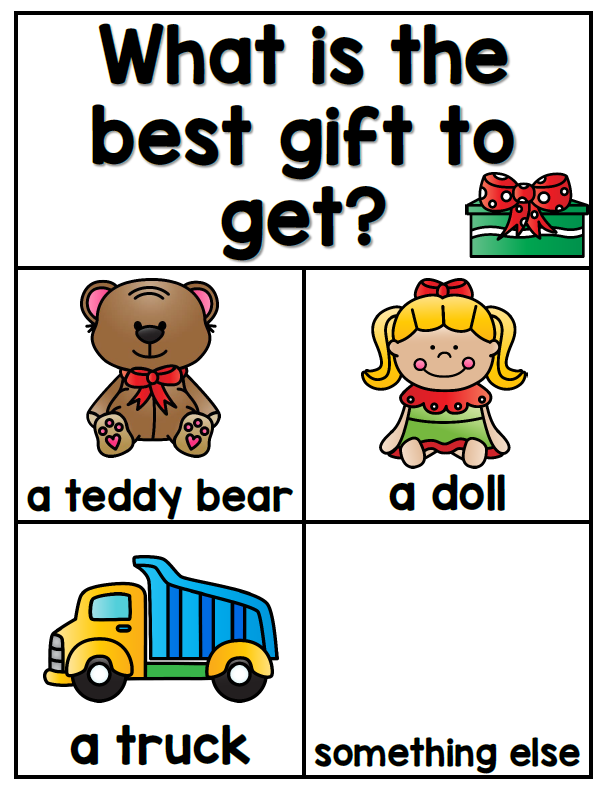 What is the
best gift to
get?
a teddy bear
a doll
a truck
something else